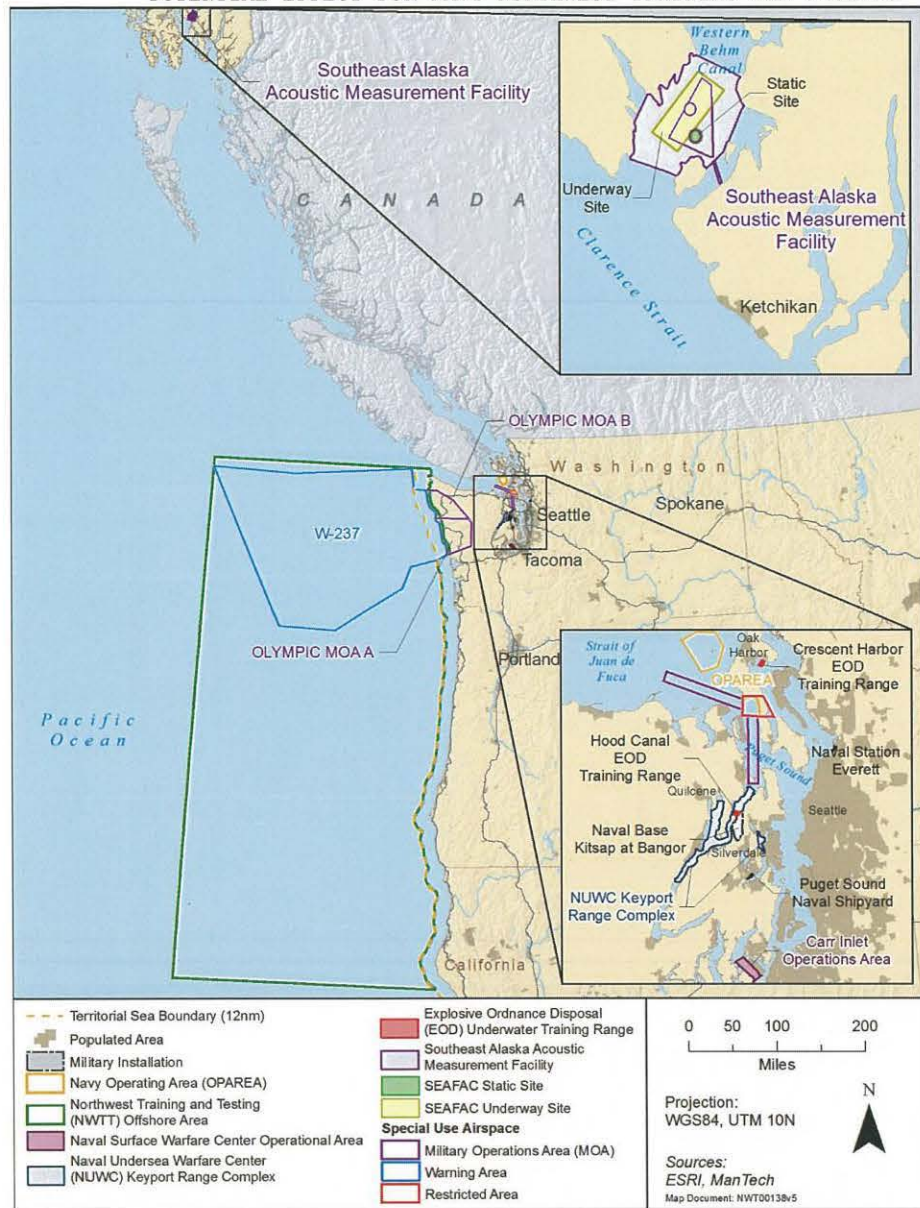 Southeast Alaska
Acoustic Measurement Facility
CANADA
Western
Behm
Canal
Static
Site
Underway
Site
Southeast Alaska
Acoustic Measurement
Facility
Clarence Strait
Ketchikan
OLYMPIC MOA B
Washington
Spokane
Seattle
W-237
Tacoma
OLYMPIC MOA A
Portland
Pacific
Ocean
California
Strait of
Juan de
Fuca
Oak
Harbor
Crescent Harbor
EOD
Training Range
OPAREA
Hood Canal
EOD
Training Range
Puget Sound
Naval Station
Everett
Quilcene
Seattle
Naval Base
Kitsap at Bangor
Silverdale
NUWC Keyport
Range Complex
Puget Sound
Naval Shipyard
Carr Inlet
Operations Area
Territorial Sea Boundary (12nm)
Populated Area
Military Installation
Navy Operating Area (OPAREA)
Northwest Training and Testing
(NWTT) Offshore Area
Naval Surface Warfare Center Operational Area
Naval Undersea Warfare Center
(NUWC) Keyport Range Complex
Explosive Ordnance Disposal
(EOD) Underwater Training Range
Southeast Alaska Acoustic
Measurement Facility
SEAFAC Static Site
SEAFAC Underway Site
Special Use Airspace
Military Operations Area (MOA)
Warning Area
Restricted Area
0 50 100 200
Miles
Projection:
WGS84, UTM 10N
N
Sources:
ESRI, ManTech
Map Document: NWT00138v5